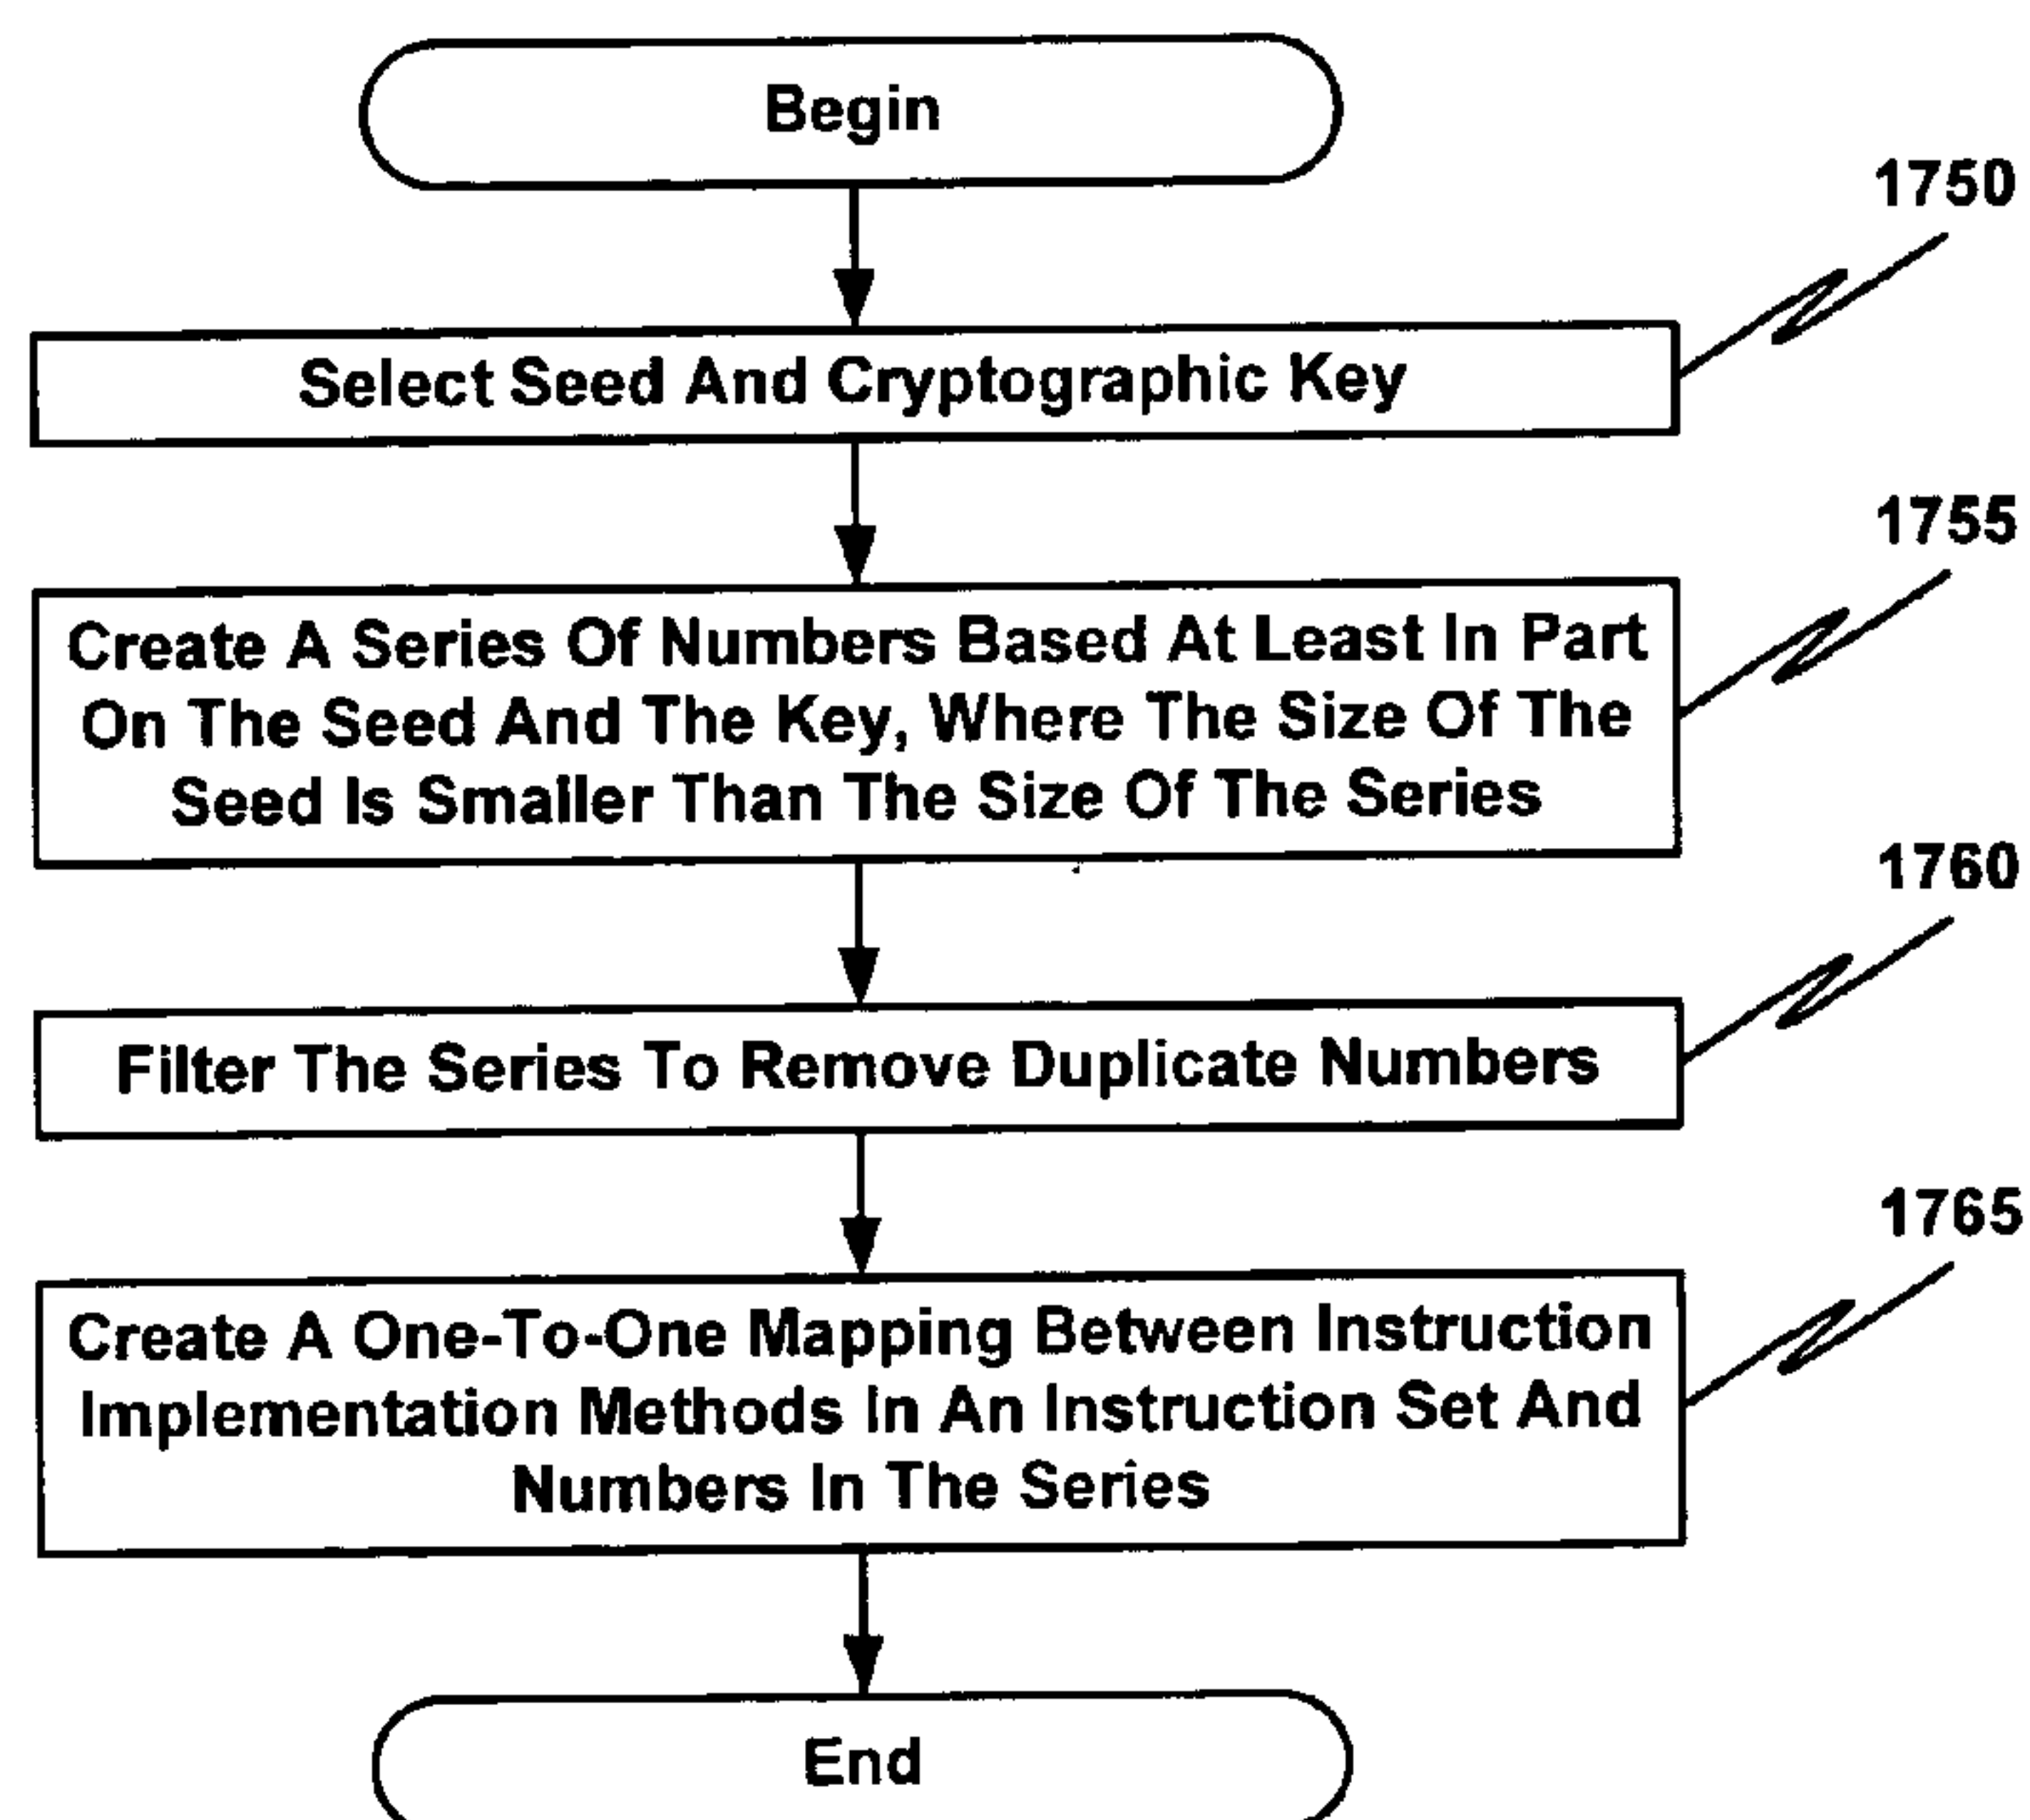 Begin
1750
Select Seed And Cryptographic Key
1755
Create A Series Of Numbers Based At Least In Part
On The Seed And The Key, Where The Size Of The
Seed Is Smaller Than The Size Of The Series
1760
Filter The Series To Remove Duplicate Numbers
1765
Create A One-To-One Mapping Between Instruction
Implementation Methods In An Instruction Set And
Numbers In The Series
End